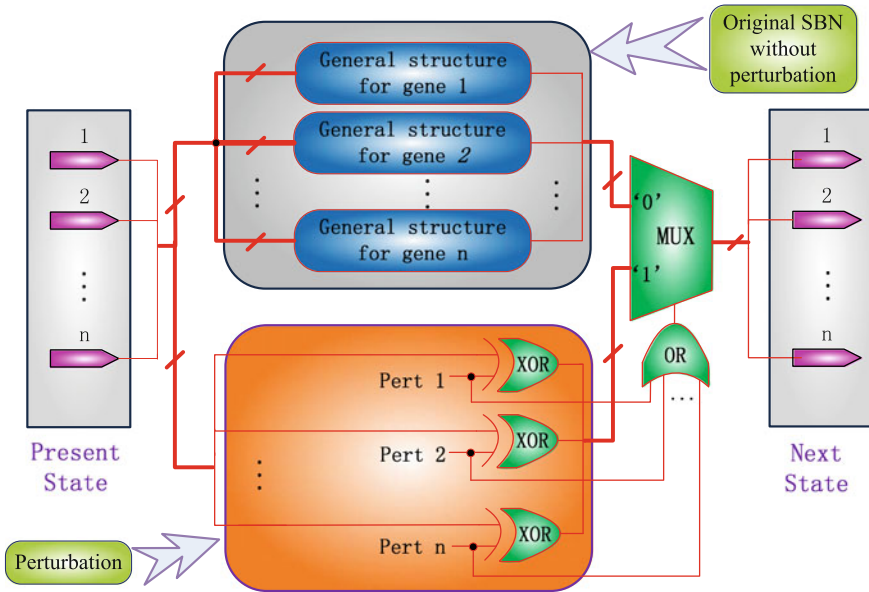 Original SBN
without
perturbation
General structure
for gene 1
General structure
for gene 2
General structure
for gene n
1
2
n
Present
State
'0'
'1'
MUX
OR
1
2
n
Next
State
Pert 1
XOR
Pert 2
XOR
Pert n
XOR
Perturbation